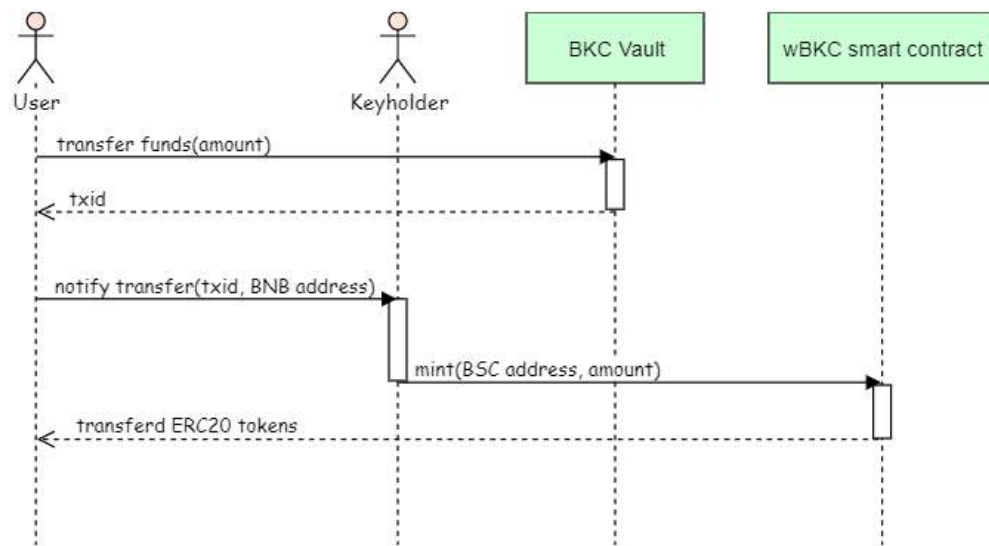 BKC Vault
wBKC smart contract
User
Keyholder
transfer funds(amount)
txid
notify transfer(txid, BNB address)
mint(BSC address, amount)
transferd ERC20 tokens